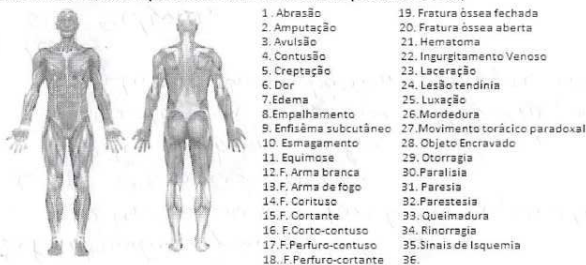 1. Abrasão
2. Amputação
3. Avulsão
4. Contusão
5. Creptação
6. Dor
7.Edema
8.Empalhamento
9. Enfisêma subcutâneo
10. Esmagamento
11. Equimose
12.F. Arma branca
13.F. Arma de fogo
14.F. Corituso
15.F. Cortante
16. F.Corto-contuso
17.F.Perfuro-contuso
18..F.Perfuro-cortante
19. Fratura óssea fechada
20. Fratura óssea aberta
21. Hematoma
22. Ingurgitamento Venoso
23. Laceração
24. Lesão tendínia
25. Luxação
26.Mordedura
27.Movimento torácico paradoxal
28. Objeto Encravado
29. Otorragia
30.Paralisia
31. Paresia
32.Parestesia
33. Queimadura
34. Rinorragia
35.Sinais de Isquemia
36.